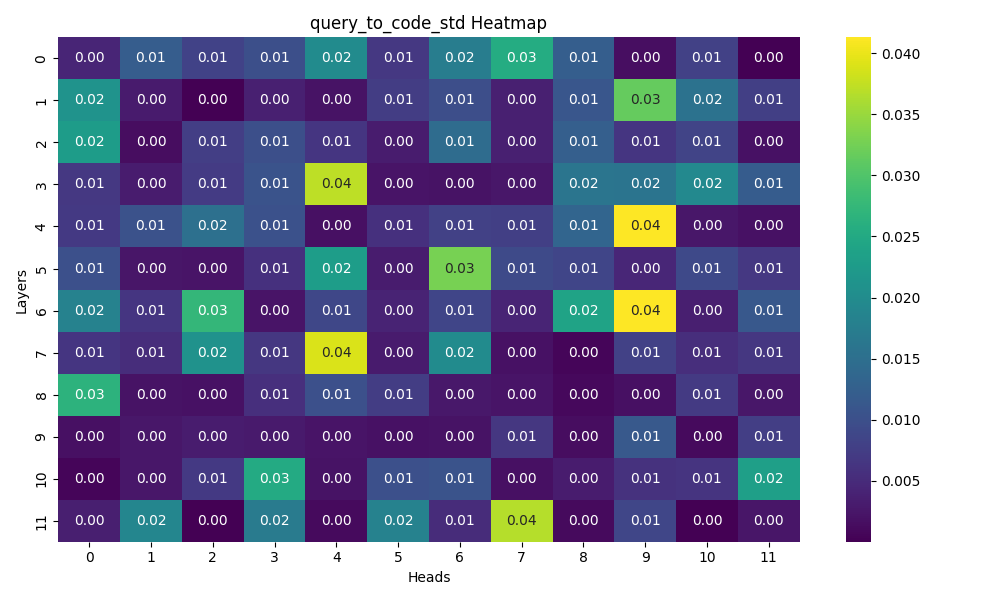 query_to_code_std Heatmap
0 0.00 0.01 0.01 0.01 0.02 0.01 0.02 0.03 0.01 0.00 0.01 0.00
1 0.02 0.00 0.00 0.00 0.00 0.01 0.01 0.00 0.01 0.03 0.02 0.01
2 0.02 0.00 0.01 0.01 0.01 0.00 0.01 0.00 0.01 0.01 0.01 0.00
3 0.01 0.00 0.01 0.01 0.04 0.00 0.00 0.00 0.02 0.02 0.02 0.01
4 0.01 0.01 0.02 0.01 0.00 0.01 0.01 0.01 0.01 0.04 0.00 0.00
5 0.01 0.00 0.00 0.01 0.02 0.00 0.03 0.01 0.01 0.00 0.01 0.01
6 0.02 0.01 0.03 0.00 0.01 0.00 0.01 0.00 0.02 0.04 0.00 0.01
7 0.01 0.01 0.02 0.01 0.04 0.00 0.02 0.00 0.00 0.01 0.01 0.01
8 0.03 0.00 0.00 0.01 0.01 0.01 0.00 0.00 0.00 0.00 0.01 0.00
9 0.00 0.00 0.00 0.00 0.00 0.00 0.00 0.01 0.00 0.01 0.00 0.01
10 0.00 0.00 0.01 0.03 0.00 0.01 0.01 0.00 0.00 0.01 0.01 0.02
11 0.00 0.02 0.00 0.02 0.00 0.02 0.01 0.04 0.00 0.01 0.00 0.00
0 1 2 3 4 5 6 7 8 9 10 11
Heads
Layers
0.040
0.035
0.030
0.025
0.020
0.015
0.010
0.005